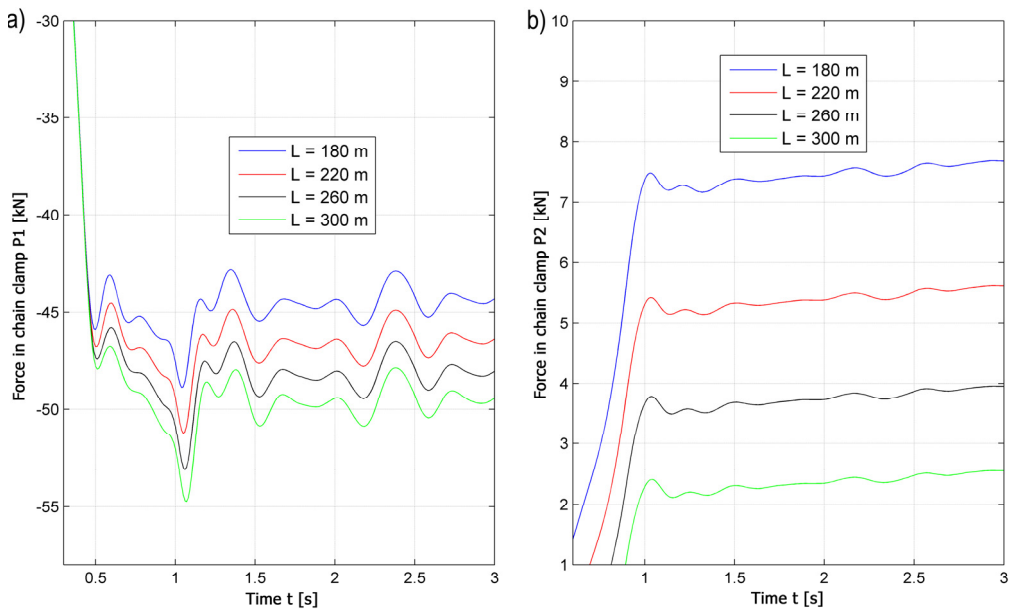 a)
Force in chain clamp P1 [kN]
-30
-35
-40
-45
-50
-55
L = 180 m
L = 220 m
L = 260 m
L = 300 m
0.5 1 1.5 2 2.5 3
Time t [s]
b)
Force in chain clamp P2 [kN]
10
9
8
7
6
5
4
3
2
1
L = 180 m
L = 220 m
L = 260 m
L = 300 m
1 1.5 2 2.5 3
Time t [s]